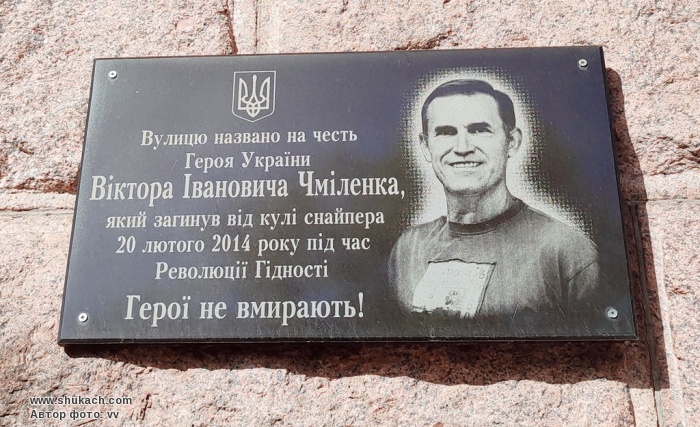 Вулицю названо на честь
Героя України
Віктора Івановича Чміленка,
який загинув від кулі снайпера
20 лютого 2014 року під час
Революції Гідності
Герої не вмирають!
www.shukach.com
Автор фото: vv